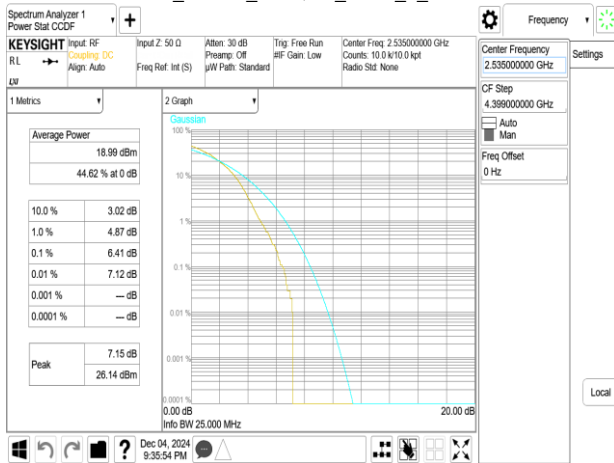 Spectrum Analyzer 1
Power Stat CCDF
Frequency
KEYSIGHT
RL
LXI
Input: RF
Coupling: DC
Align: Auto
Input Z: 50 Ω
Freq Ref: Int (S)
Atten: 30 dB
Preamp: Off
µW Path: Standard
Trig: Free Run
#IF Gain: Low
Center Freq: 2.535000000 GHz
Counts: 10.0 k/10.0 kpt
Radio Std: None
Center Frequency
2.535000000 GHz
Settings
CF Step
4.399000000 GHz
Auto
Man
Freq Offset
0 Hz
Local
1 Metrics
Average Power
18.99 dBm
44.62 % at 0 dB
10.0 % 3.02 dB
1.0 % 4.87 dB
0.1 % 6.41 dB
0.01 % 7.12 dB
0.001 % --- dB
0.0001 % --- dB
Peak
7.15 dB
26.14 dBm
2 Graph
Gaussian
100 %
10 %
1 %
0.1 %
0.01 %
0.001 %
0.0001 %
0.00 dB 20.00 dB
Info BW 25.000 MHz
?
Dec 04, 2024
9:35:54 PM